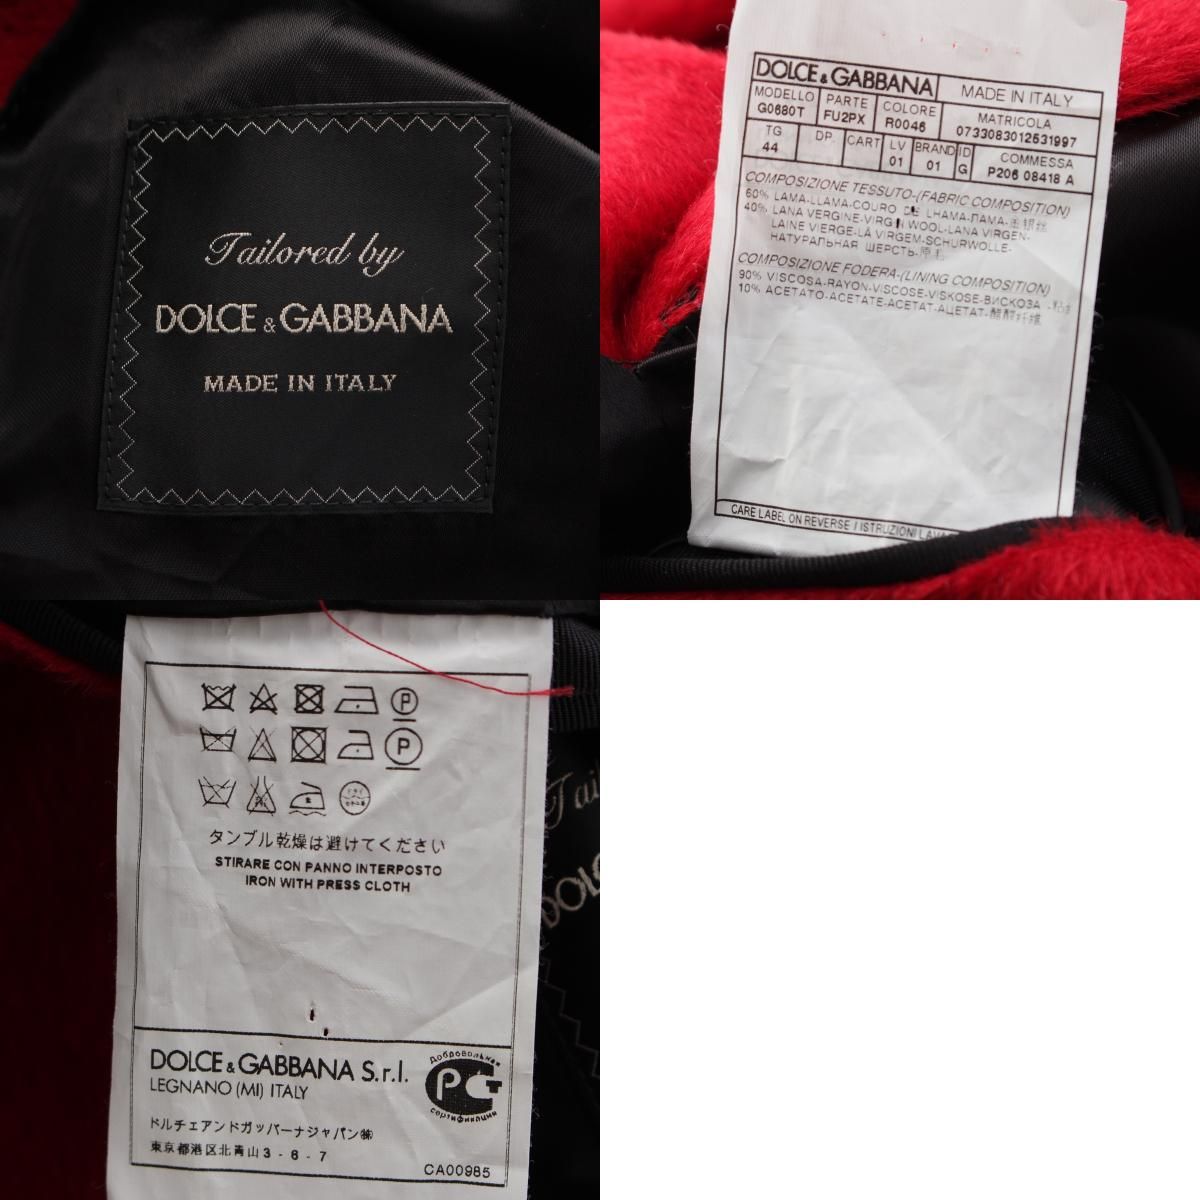 Tailored by
DOLCE & GABBANA
MADE IN ITALY
DOLCE & GABBANA MADE IN ITALY
MODELLO PARTE COLORE MATRICOLA
G0680T FU2PX R0046 0733083012531997
TG DP. CART LV BRAND ID COMMESSA
44 01 01 G P206 08418 A
COMPOSIZIONE TESSUTO-(FABRIC COMPOSITION)
60% LAMA-LLAMA-COURO DE LHAMA-ЛАМА-
40% LANA VERGINE-VIRGIN WOOL-LANA VIRGEN-
LAINE VIERGE-LÀ VIRGEM-SCHURWOLLE-
НАТУРАЛЬНАЯ ШЕРСТЬ-原毛
COMPOSIZIONE FODERA-(LINING COMPOSITION)
90% VISCOSA-RAYON-VISCOSE-VISKOSE-ВИСКОЗА
10% ACETATO-ACETATE-ACETAT-АЦЕТАТ-醋酸纤维
CARE LABEL ON REVERSE / ISTRUZIONI
P
P
タンブル乾燥は避けてください
STIRARE CON PANNO INTERPOSTO
IRON WITH PRESS CLOTH
DOLCE & GABBANA S.r.l.
LEGNANO (MI) ITALY
Добровольная
РСТ
сертификация
ドルチェアンドガッバーナジャパン㈱
東京都港区北青山3-6-7
CA00985